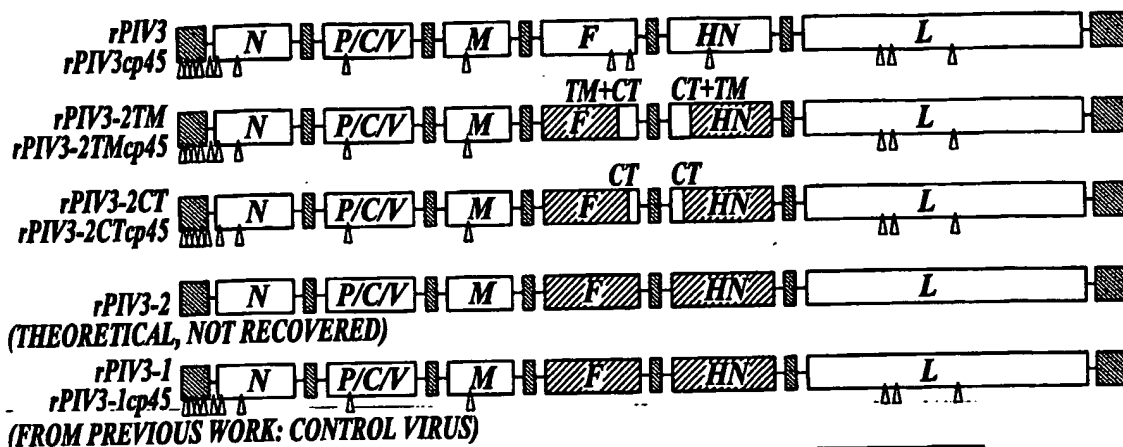 rPIV3 N P/C/V M F HN L
rPIV3cp45
TM+CT CT+TM
rPIV3-2TM N P/C/V M F HN L
rPIV3-2TMcp45
CT CT
rPIV3-2CT N P/C/V M F HN L
rPIV3-2CTcp45
rPIV3-2 N P/C/V M F HN L
(THEORETICAL, NOT RECOVERED)
rPIV3-1 N P/C/V M F HN L
rPIV3-1cp45
(FROM PREVIOUS WORK: CONTROL VIRUS)